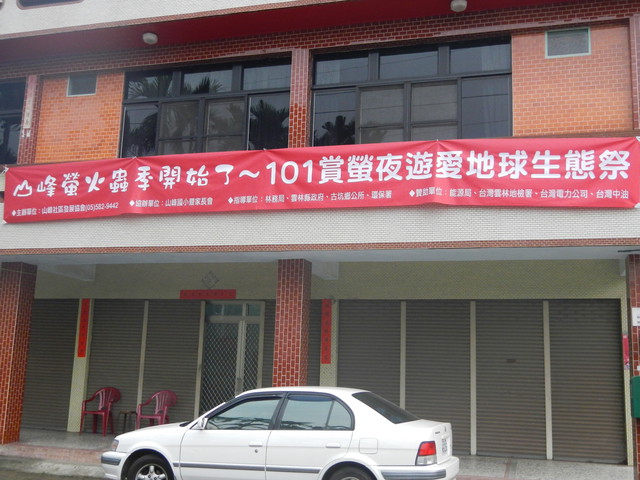 山峰螢火蟲季開始了～101賞螢夜遊愛地球生態祭
◆主辦單位：山峰社區發展協會(05)582-9442 ◆協辦單位：山峰國小暨家長會 ◆指導單位：林務局、雲林縣政府、古坑鄉公所、環保署 ◆贊助單位：能源局、台灣雲林地檢署、台灣電力公司、台灣中油